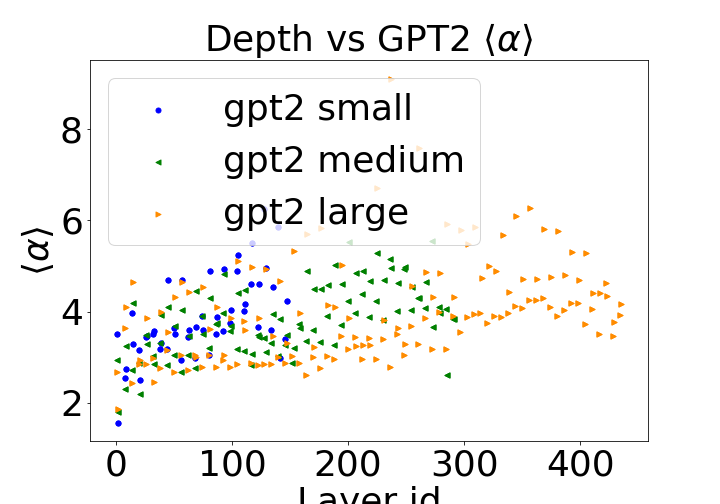 Depth vs GPT2 ⟨α⟩
gpt2 small
gpt2 medium
gpt2 large
⟨α⟩
8
6
4
2
0 100 200 300 400
Layer id